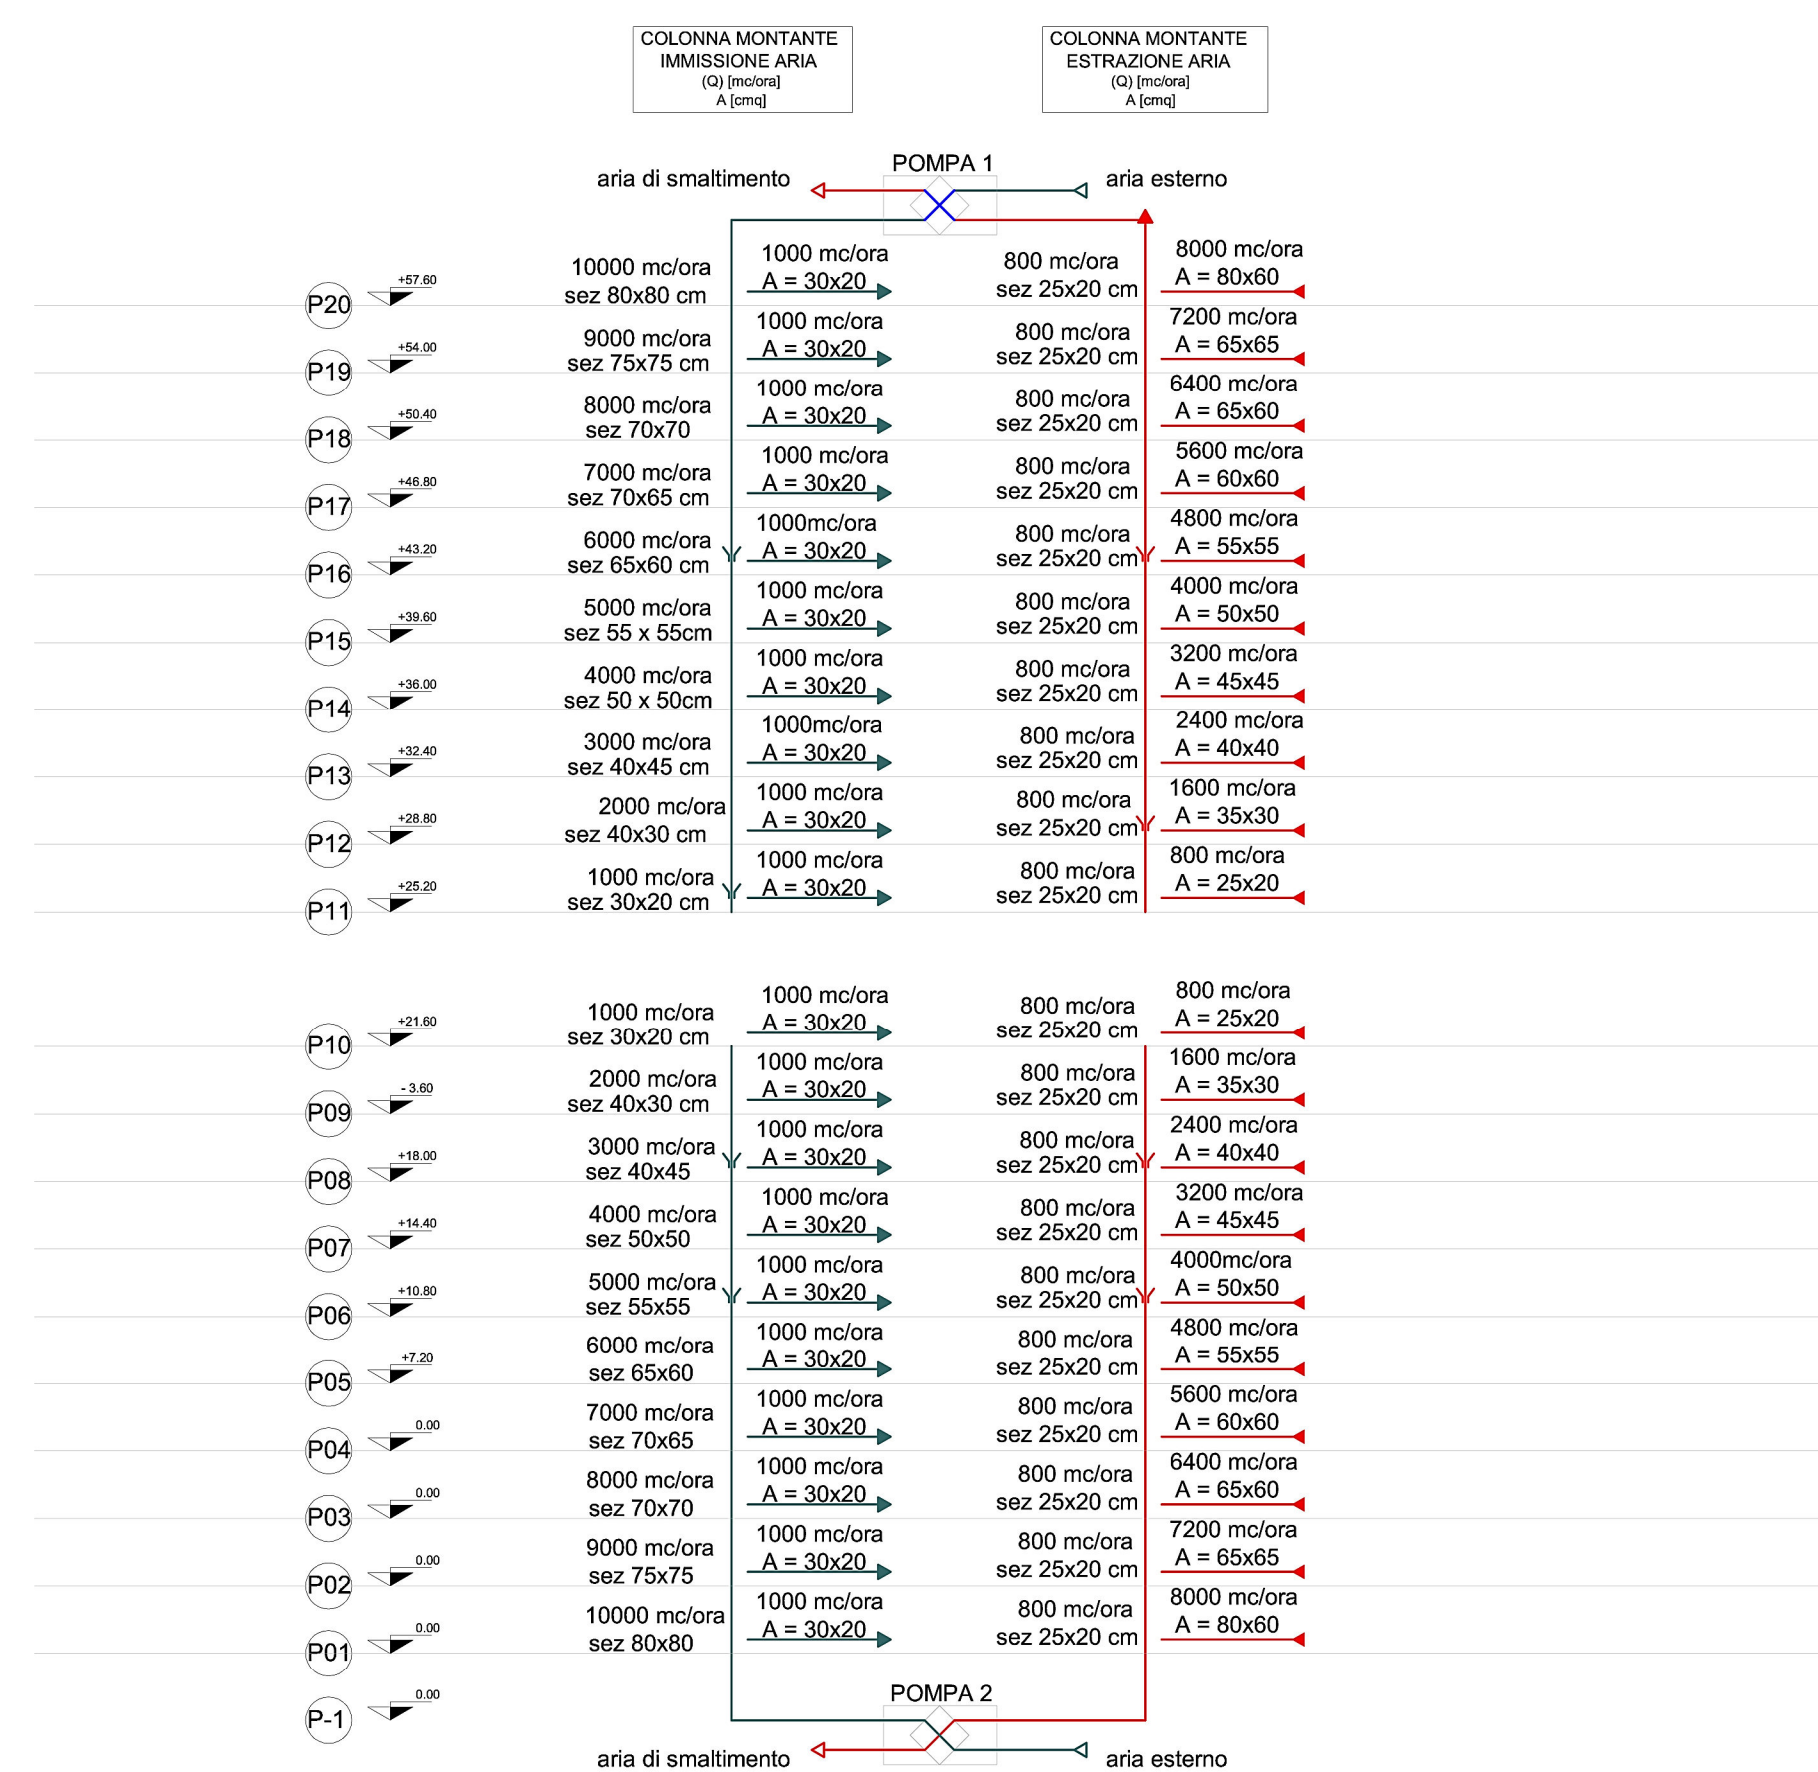 COLONNA MONTANTE
IMMISSIONE ARIA
(Q) [mc/ora]
A [cmq]
COLONNA MONTANTE
ESTRAZIONE ARIA
(Q) [mc/ora]
A [cmq]
POMPA 1
aria di smaltimento
aria esterno
P20 +57.60
10000 mc/ora
sez 80x80 cm
1000 mc/ora
A = 30x20
800 mc/ora
sez 25x20 cm
8000 mc/ora
A = 80x60
P19 +54.00
9000 mc/ora
sez 75x75 cm
1000 mc/ora
A = 30x20
800 mc/ora
sez 25x20 cm
7200 mc/ora
A = 65x65
P18 +50.40
8000 mc/ora
sez 70x70
1000 mc/ora
A = 30x20
800 mc/ora
sez 25x20 cm
6400 mc/ora
A = 65x60
P17 +46.80
7000 mc/ora
sez 70x65 cm
1000 mc/ora
A = 30x20
800 mc/ora
sez 25x20 cm
5600 mc/ora
A = 60x60
P16 +43.20
6000 mc/ora
sez 65x60 cm
1000mc/ora
A = 30x20
800 mc/ora
sez 25x20 cm
4800 mc/ora
A = 55x55
P15 +39.60
5000 mc/ora
sez 55 x 55cm
1000 mc/ora
A = 30x20
800 mc/ora
sez 25x20 cm
4000 mc/ora
A = 50x50
P14 +36.00
4000 mc/ora
sez 50 x 50cm
1000 mc/ora
A = 30x20
800 mc/ora
sez 25x20 cm
3200 mc/ora
A = 45x45
P13 +32.40
3000 mc/ora
sez 40x45 cm
1000mc/ora
A = 30x20
800 mc/ora
sez 25x20 cm
2400 mc/ora
A = 40x40
P12 +28.80
2000 mc/ora
sez 40x30 cm
1000 mc/ora
A = 30x20
800 mc/ora
sez 25x20 cm
1600 mc/ora
A = 35x30
P11 +25.20
1000 mc/ora
sez 30x20 cm
1000 mc/ora
A = 30x20
800 mc/ora
sez 25x20 cm
800 mc/ora
A = 25x20
P10 +21.60
1000 mc/ora
sez 30x20 cm
1000 mc/ora
A = 30x20
800 mc/ora
sez 25x20 cm
800 mc/ora
A = 25x20
P09 - 3.60
2000 mc/ora
sez 40x30 cm
1000 mc/ora
A = 30x20
800 mc/ora
sez 25x20 cm
1600 mc/ora
A = 35x30
P08 +18.00
3000 mc/ora
sez 40x45
1000 mc/ora
A = 30x20
800 mc/ora
sez 25x20 cm
2400 mc/ora
A = 40x40
P07 +14.40
4000 mc/ora
sez 50x50
1000 mc/ora
A = 30x20
800 mc/ora
sez 25x20 cm
3200 mc/ora
A = 45x45
P06 +10.80
5000 mc/ora
sez 55x55
1000 mc/ora
A = 30x20
800 mc/ora
sez 25x20 cm
4000mc/ora
A = 50x50
P05 +7.20
6000 mc/ora
sez 65x60
1000 mc/ora
A = 30x20
800 mc/ora
sez 25x20 cm
4800 mc/ora
A = 55x55
P04 0.00
7000 mc/ora
sez 70x65
1000 mc/ora
A = 30x20
800 mc/ora
sez 25x20 cm
5600 mc/ora
A = 60x60
P03 0.00
8000 mc/ora
sez 70x70
1000 mc/ora
A = 30x20
800 mc/ora
sez 25x20 cm
6400 mc/ora
A = 65x60
P02 0.00
9000 mc/ora
sez 75x75
1000 mc/ora
A = 30x20
800 mc/ora
sez 25x20 cm
7200 mc/ora
A = 65x65
P01 0.00
10000 mc/ora
sez 80x80
1000 mc/ora
A = 30x20
800 mc/ora
sez 25x20 cm
8000 mc/ora
A = 80x60
P-1 0.00
POMPA 2
aria di smaltimento
aria esterno